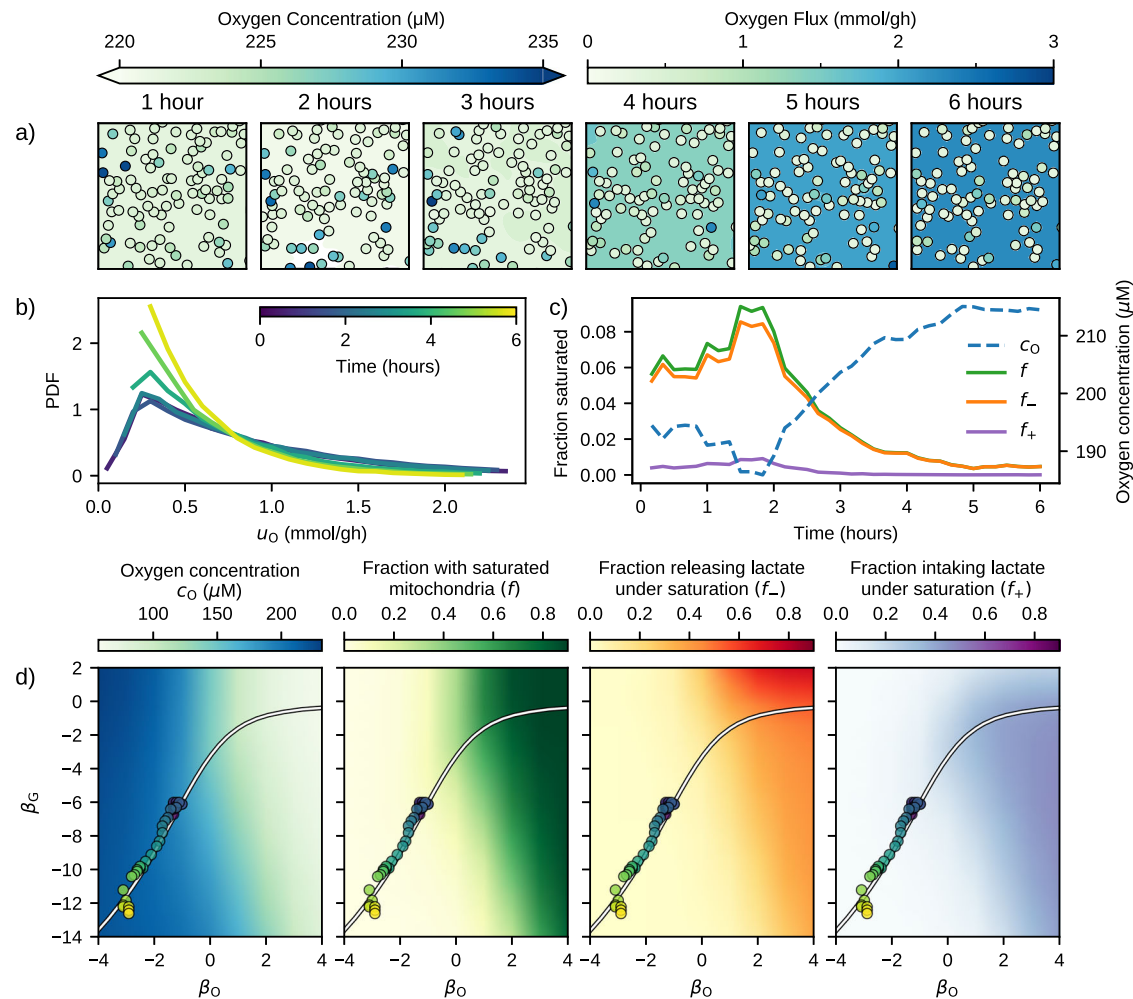 Oxygen Concentration (μM)
220 225 230 235
Oxygen Flux (mmol/gh)
0 1 2 3
1 hour 2 hours 3 hours 4 hours 5 hours 6 hours
a)
b)
PDF
2
1
0
0.0 0.5 1.0 1.5 2.0
u_O (mmol/gh)
0 2 4 6
Time (hours)
c)
Fraction saturated
0.08
0.06
0.04
0.02
0.00
0 1 2 3 4 5 6
Time (hours)
c_O
f
f_−
f_+
210
200
190
Oxygen concentration (μM)
Oxygen concentration
c_O (μM)
100 150 200
Fraction with saturated
mitochondria (f)
0.0 0.2 0.4 0.6 0.8
Fraction releasing lactate
under saturation (f_−)
0.0 0.2 0.4 0.6 0.8
Fraction intaking lactate
under saturation (f_+)
0.0 0.2 0.4 0.6 0.8
d)
β_G
2
0
−2
−4
−6
−8
−10
−12
−14
−4 −2 0 2 4
β_O
−4 −2 0 2 4
β_O
−4 −2 0 2 4
β_O
−4 −2 0 2 4
β_O